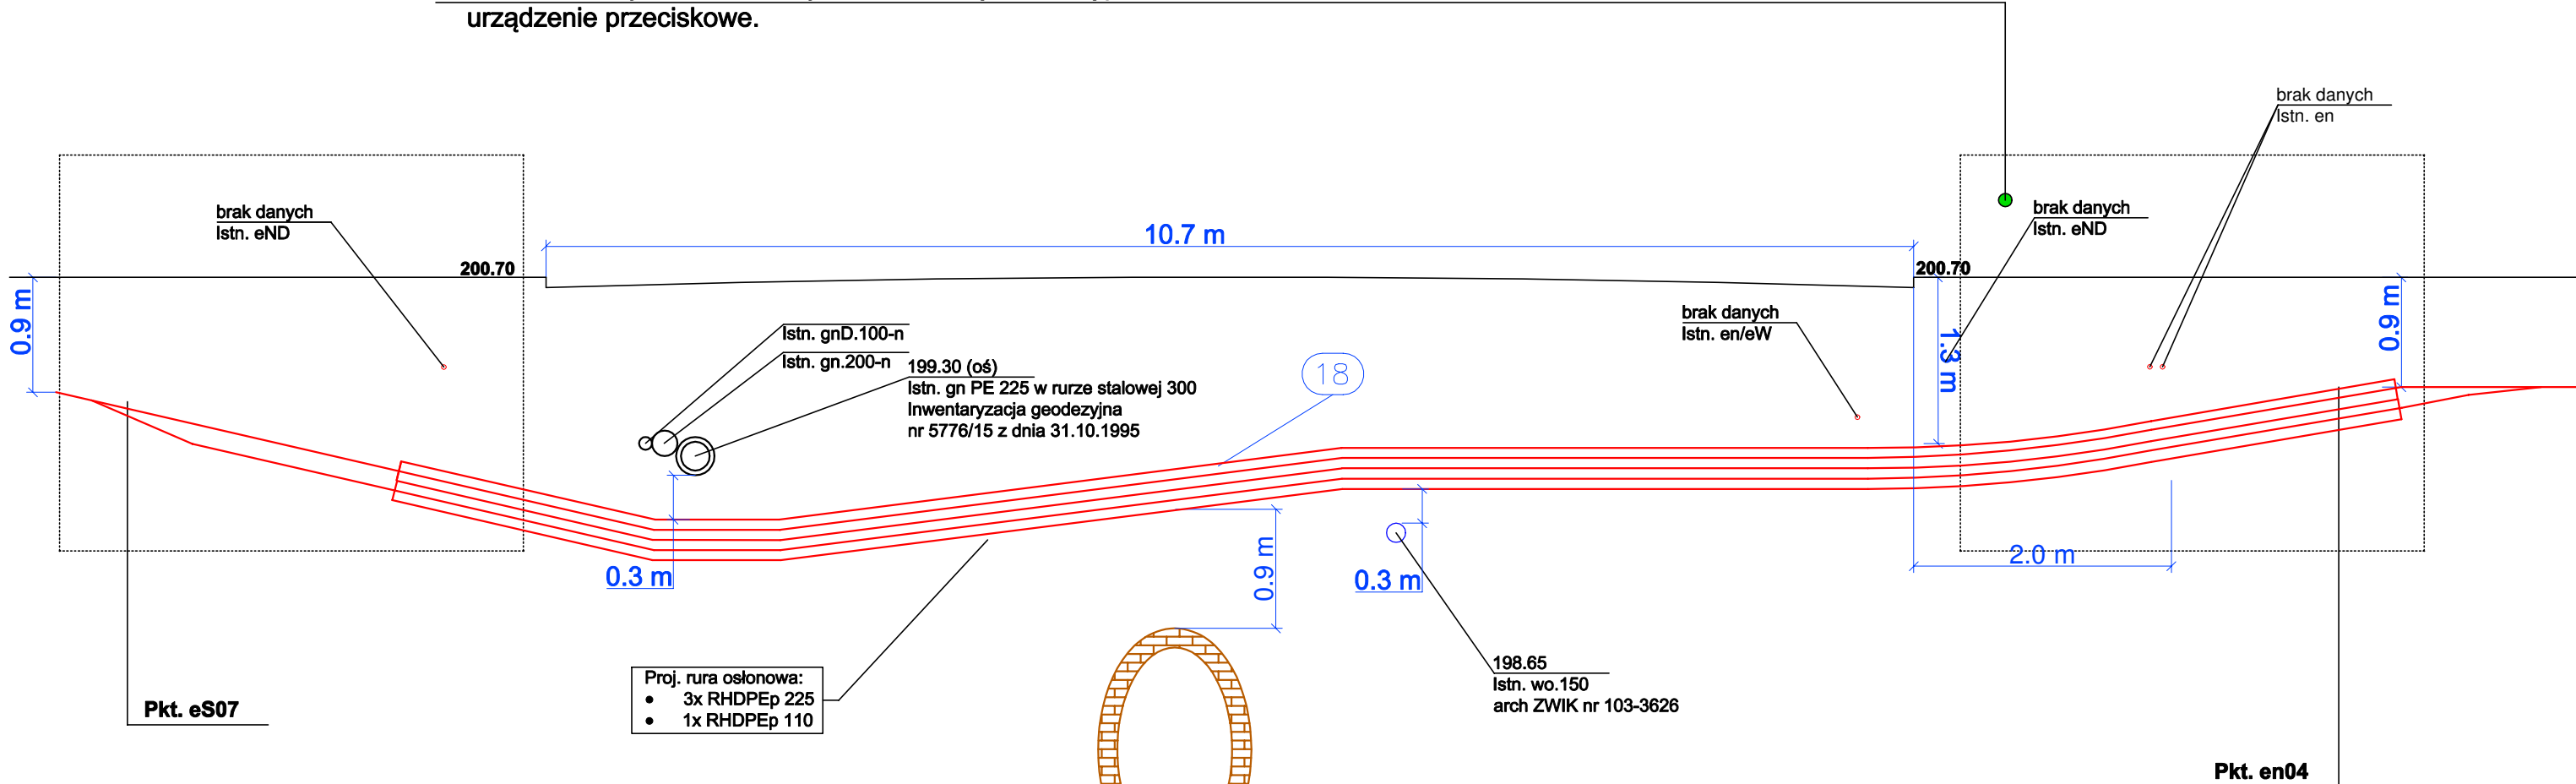 urządzenie przeciskowe.
brak danych
Istn. en
brak danych
Istn. eND
brak danych
Istn. eND
10.7 m
200.70
200.70
0.9 m
0.9 m
1.3 m
Istn. gnD.100-n
Istn. gn.200-n
199.30 (oś)
Istn. gn PE 225 w rurze stalowej 300
Inwentaryzacja geodezyjna
nr 5776/15 z dnia 31.10.1995
brak danych
Istn. en/eW
18
0.3 m
0.9 m
0.3 m
2.0 m
Proj. rura osłonowa:
• 3x RHDPEp 225
• 1x RHDPEp 110
198.65
Istn. wo.150
arch ZWIK nr 103-3626
Pkt. eS07
Pkt. en04